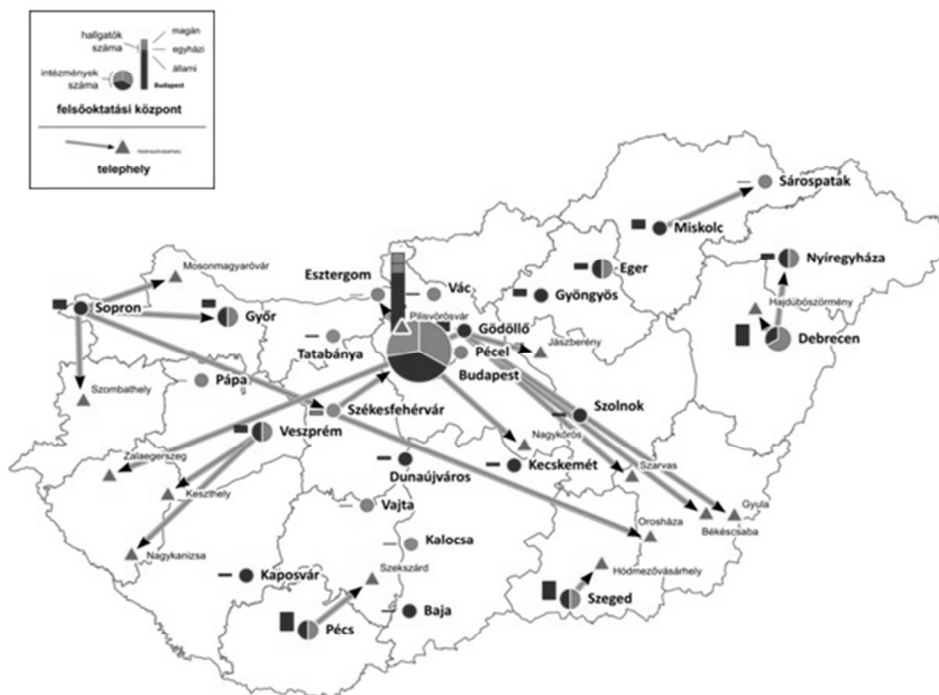 hallgatók
száma
magán
egyházi
állami
intézmények
száma
Budapest
felsőoktatási központ
Hódmezővásárhely
telephely
Sárospatak
Miskolc
Nyíregyháza
Mosonmagyaróvár
Esztergom
Vác
Eger
Gyöngyös
Sopron
Győr
Pilisvörösvár
Gödöllő
Hajdúböszörmény
Debrecen
Tatabánya
Pécel
Jászberény
Budapest
Pápa
Szombathely
Székesfehérvár
Szolnok
Veszprém
Nagykőrös
Zalaegerszeg
Dunaújváros
Kecskemét
Szarvas
Keszthely
Vajta
Gyula
Orosháza
Békéscsaba
Nagykanizsa
Kalocsa
Szekszárd
Hódmezővásárhely
Kaposvár
Baja
Szeged
Pécs